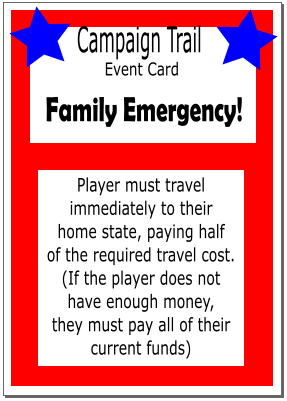 Campaign Trail
Event Card
Family Emergency!
Player must travel
immediately to their
home state, paying half
of the required travel cost.
(If the player does not
have enough money,
they must pay all of their
current funds)